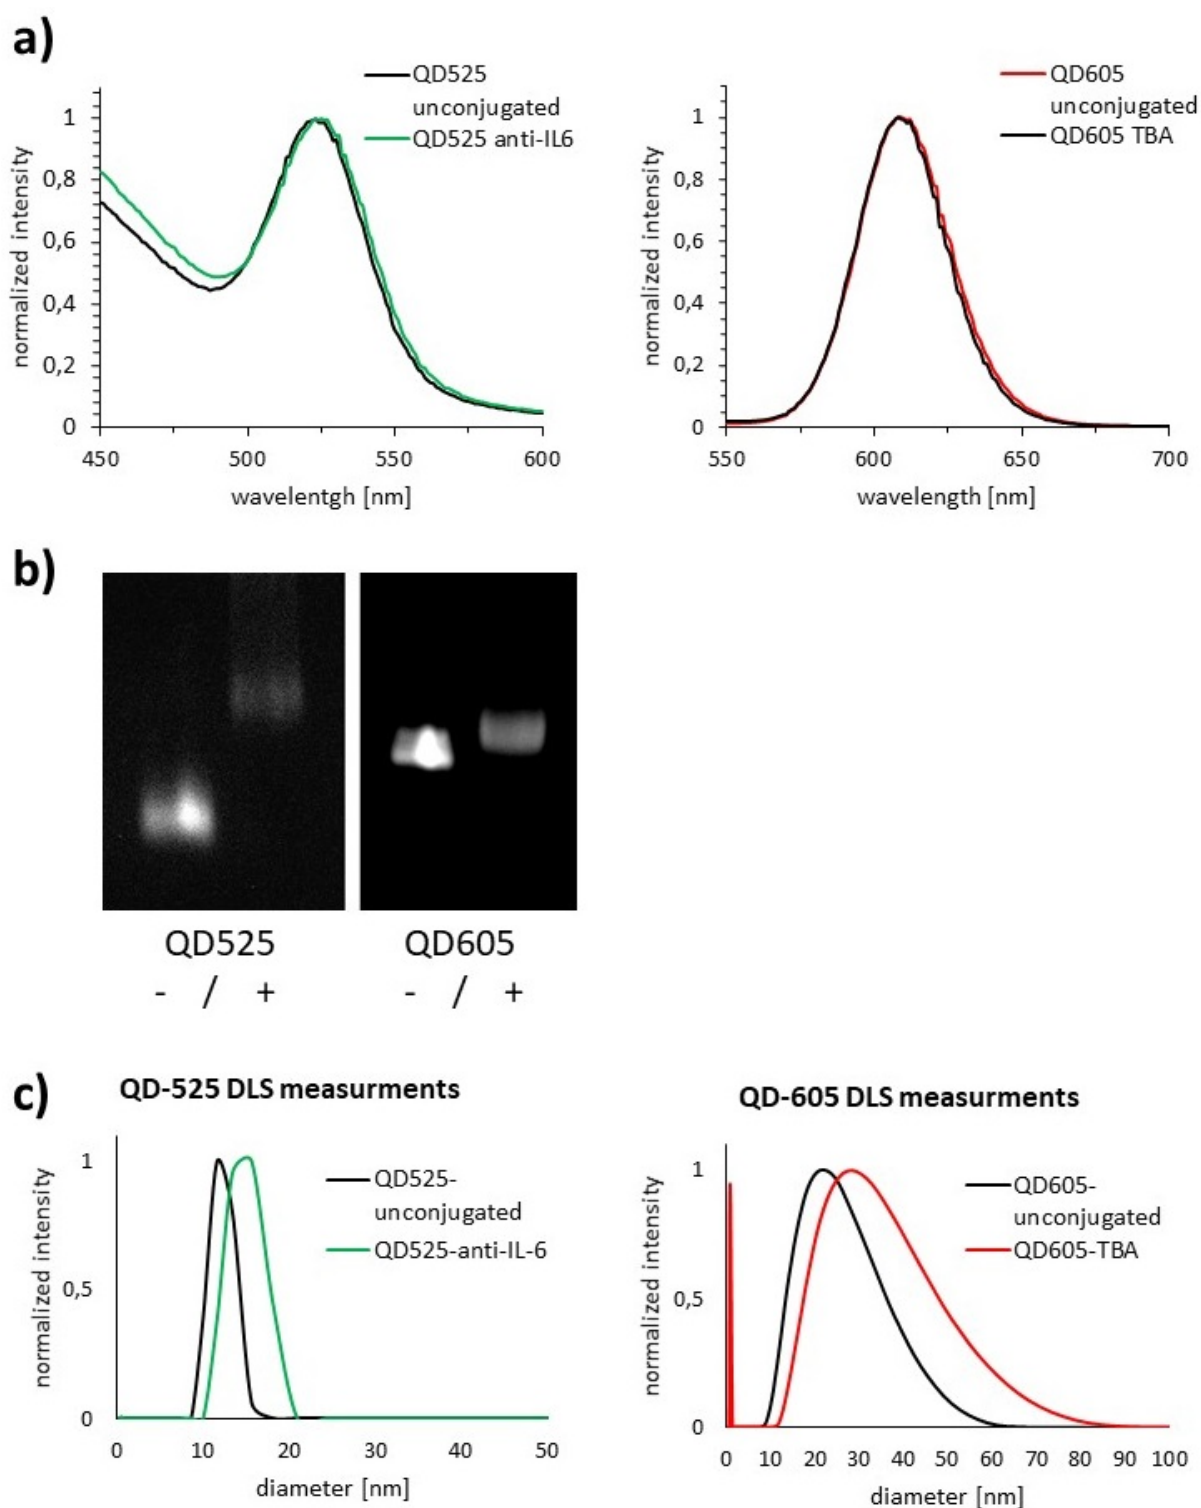 a)
QD525
unconjugated
QD525 anti-IL6
normalized intensity
1
0,8
0,6
0,4
0,2
0
450 500 550 600
wavelentgh [nm]
QD605
unconjugated
QD605 TBA
normalized intensity
1
0,8
0,6
0,4
0,2
0
550 600 650 700
wavelength [nm]
b)
QD525
- / +
QD605
- / +
c)
QD-525 DLS measurments
QD525-
unconjugated
QD525-anti-IL-6
normalized intensity
1
0,5
0
0 10 20 30 40 50
diameter [nm]
QD-605 DLS measurments
QD605-
unconjugated
QD605-TBA
normalized intensity
1
0,5
0
0 10 20 30 40 50 60 70 80 90 100
diameter [nm]